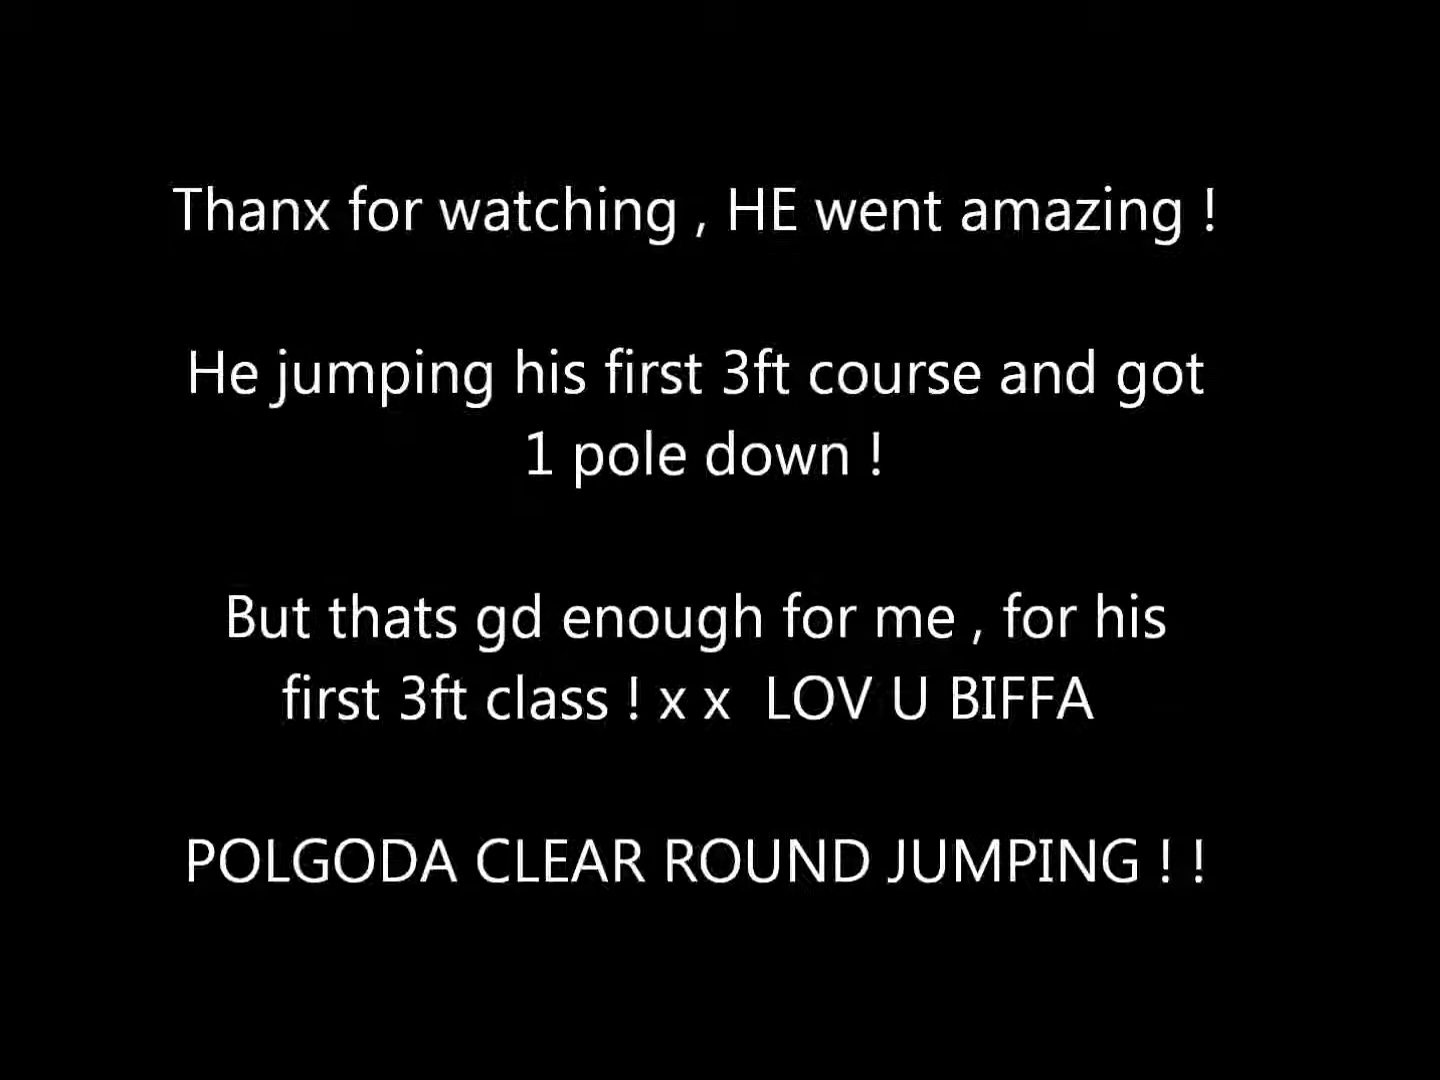 Thanx for watching , HE went amazing !
He jumping his first 3ft course and got
1 pole down !
But thats gd enough for me , for his
first 3ft class ! x x  LOV U BIFFA
POLGODA CLEAR ROUND JUMPING ! !